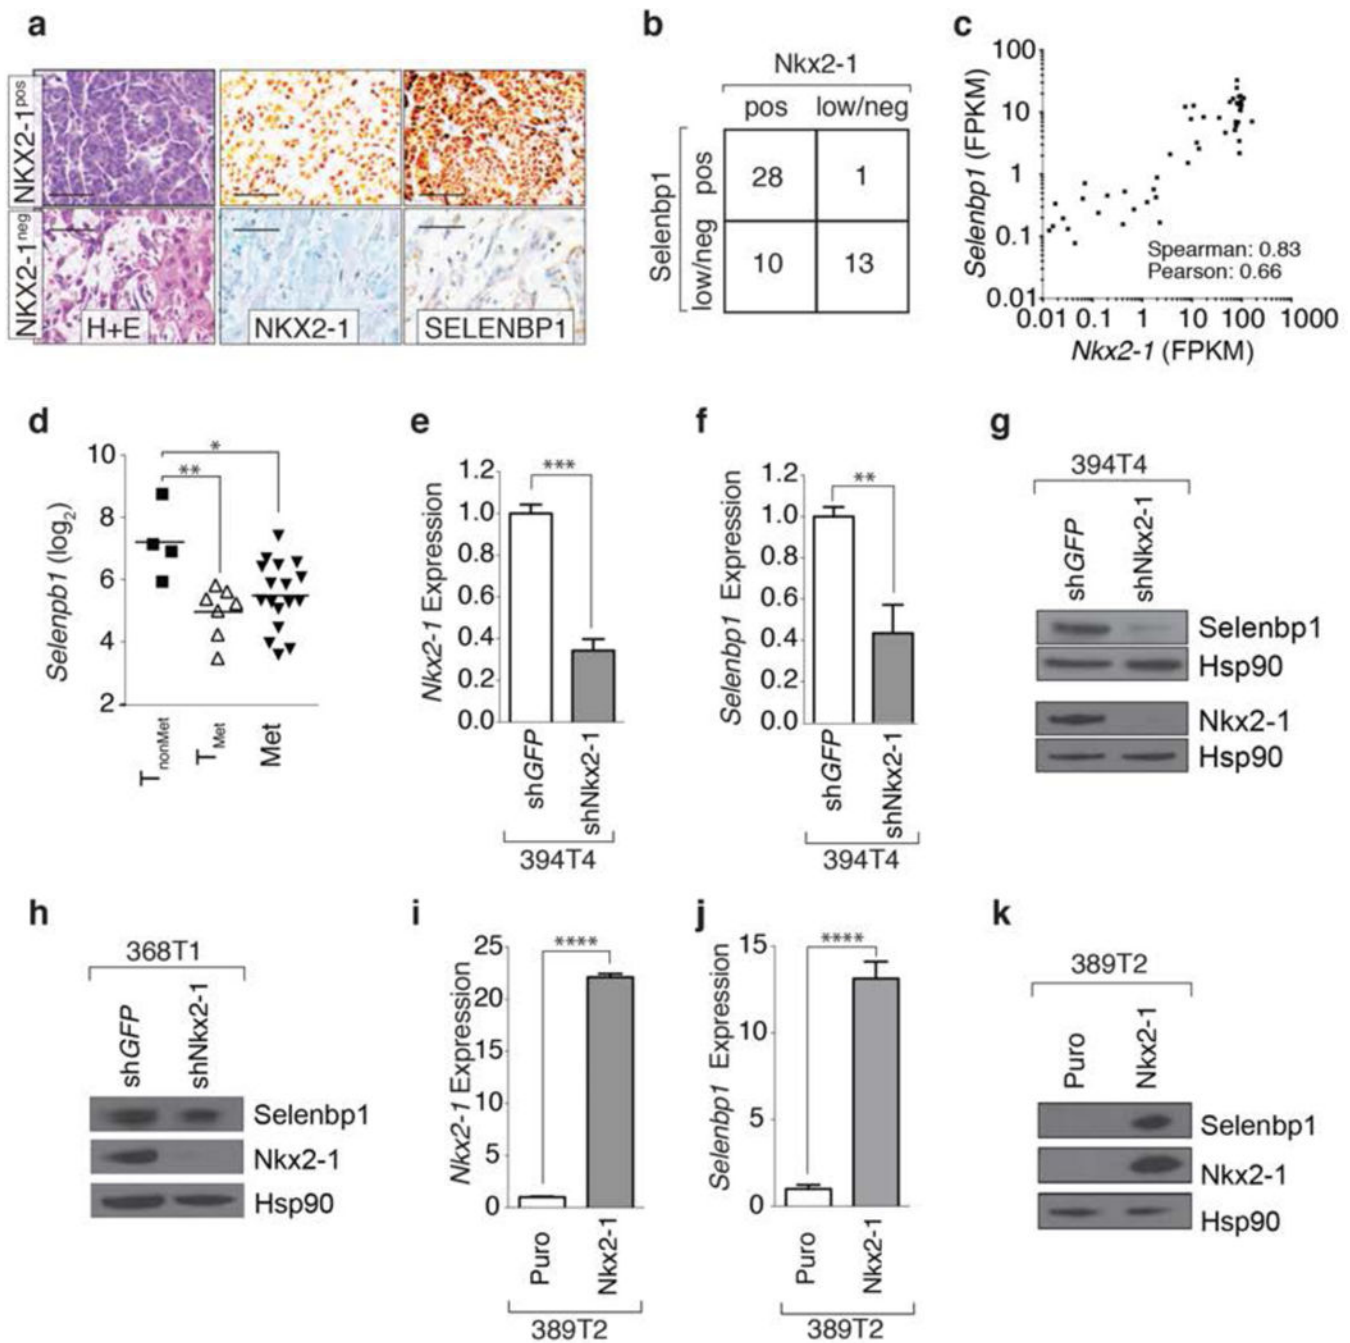 a
NKX2-1pos
NKX2-1neg
H+E
NKX2-1
SELENBP1
b
Nkx2-1
pos
low/neg
Selenbp1
pos
low/neg
28
1
10
13
c
Selenbp1 (FPKM)
100
10
1
0.1
0.01
Spearman: 0.83
Pearson: 0.66
0.01 0.1 1 10 100 1000
Nkx2-1 (FPKM)
d
Selenpb1 (log2)
10
8
6
4
2
*
**
TnonMet
TMet
Met
e
Nkx2-1 Expression
1.2
1.0
0.8
0.6
0.4
0.2
0.0
***
shGFP
shNkx2-1
394T4
f
Selenbp1 Expression
1.2
1.0
0.8
0.6
0.4
0.2
0.0
**
shGFP
shNkx2-1
394T4
g
394T4
shGFP
shNkx2-1
Selenbp1
Hsp90
Nkx2-1
Hsp90
h
368T1
shGFP
shNkx2-1
Selenbp1
Nkx2-1
Hsp90
i
Nkx2-1 Expression
25
20
15
10
5
0
****
Puro
Nkx2-1
389T2
j
Selenbp1 Expression
15
10
5
0
****
Puro
Nkx2-1
389T2
k
389T2
Puro
Nkx2-1
Selenbp1
Nkx2-1
Hsp90